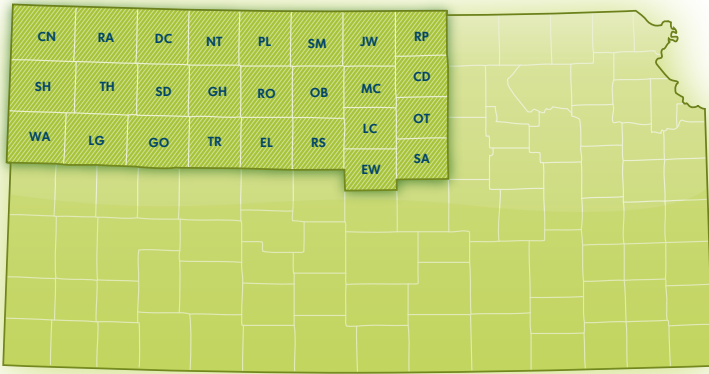 CN RA DC NT PL SM JW RP
SH TH SD GH RO OB MC CD
WA LG GO TR EL RS LC OT
EW SA